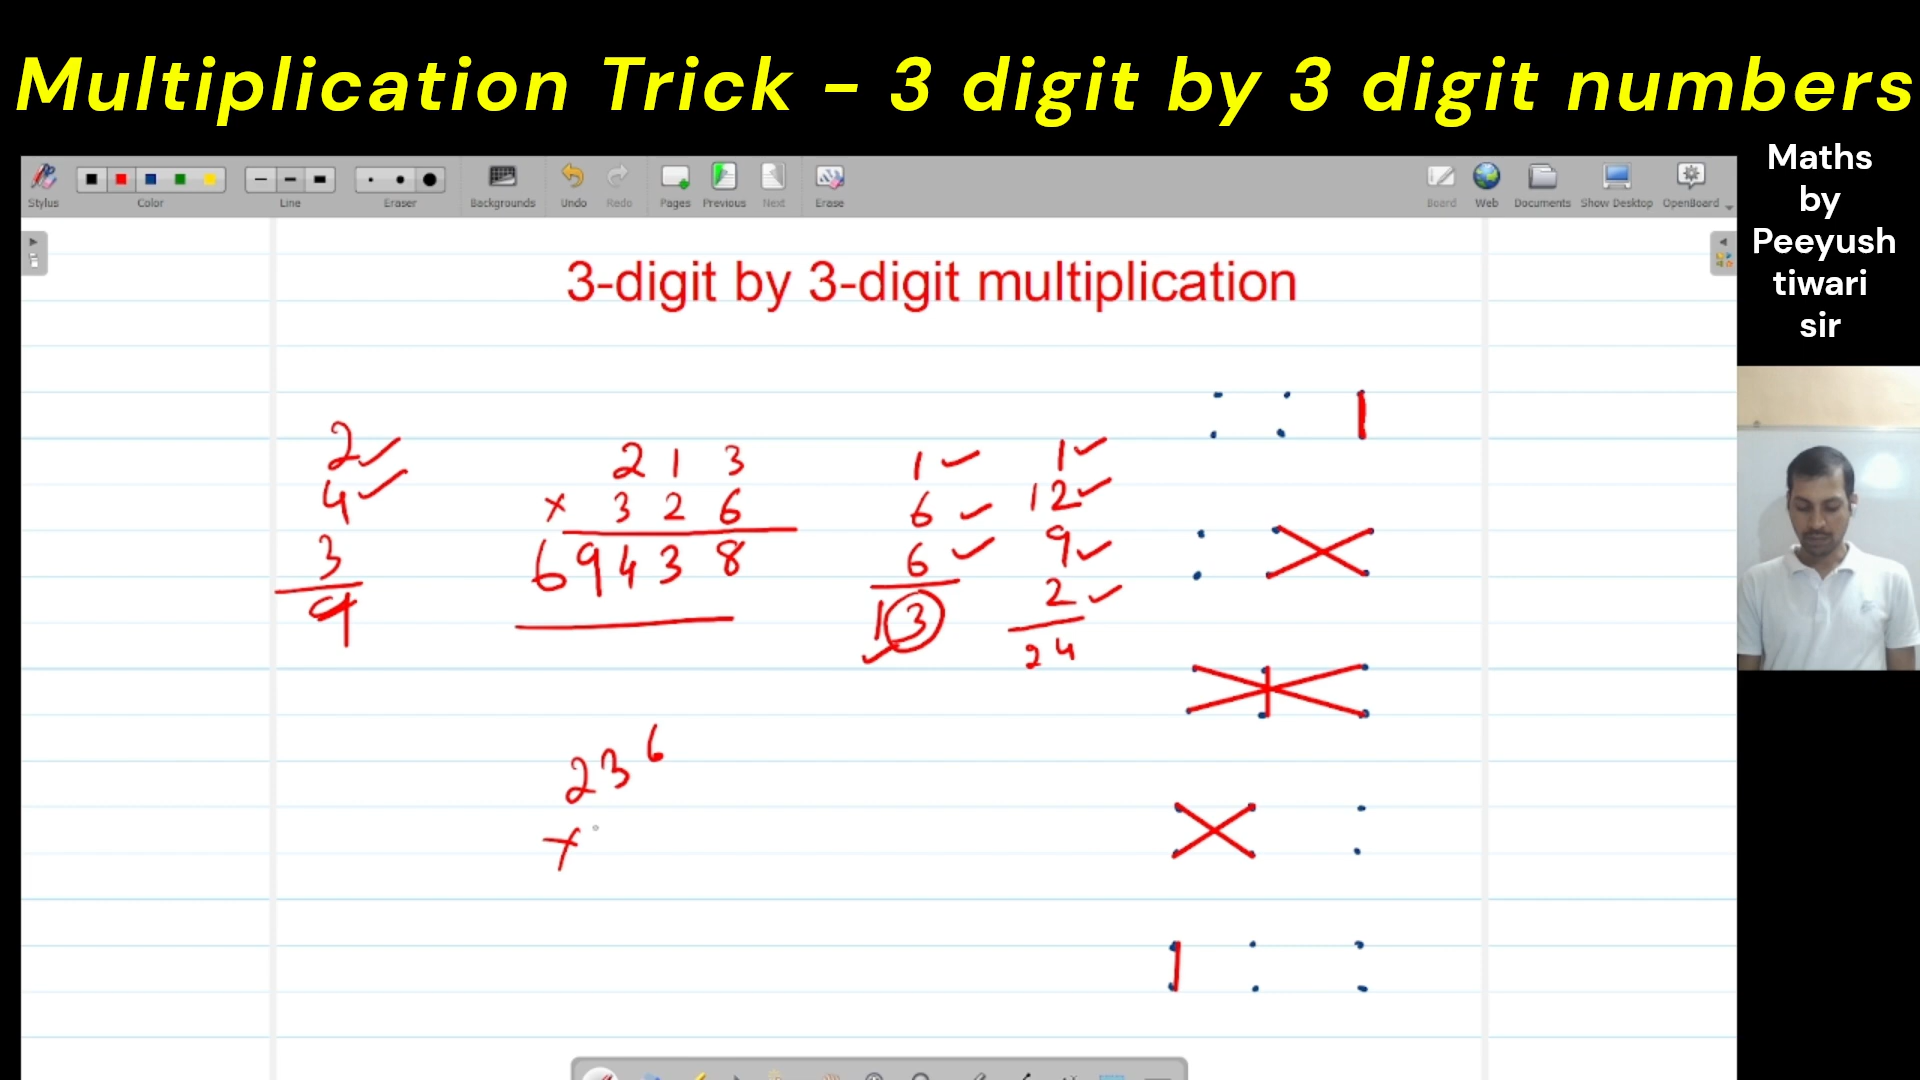 Multiplication Trick - 3 digit by 3 digit numbers
Maths
by
Peeyush
tiwari
sir
Stylus Color Line Eraser Backgrounds Undo Redo Pages Previous Next Erase Board Web Documents Show Desktop OpenBoard
3-digit by 3-digit multiplication
2✓
4✓
3
9
2 1 3
× 3 2 6
6 9 4 3 8
1✓
6✓
6✓
13✓
1✓
12✓
9✓
2✓
24
236
×